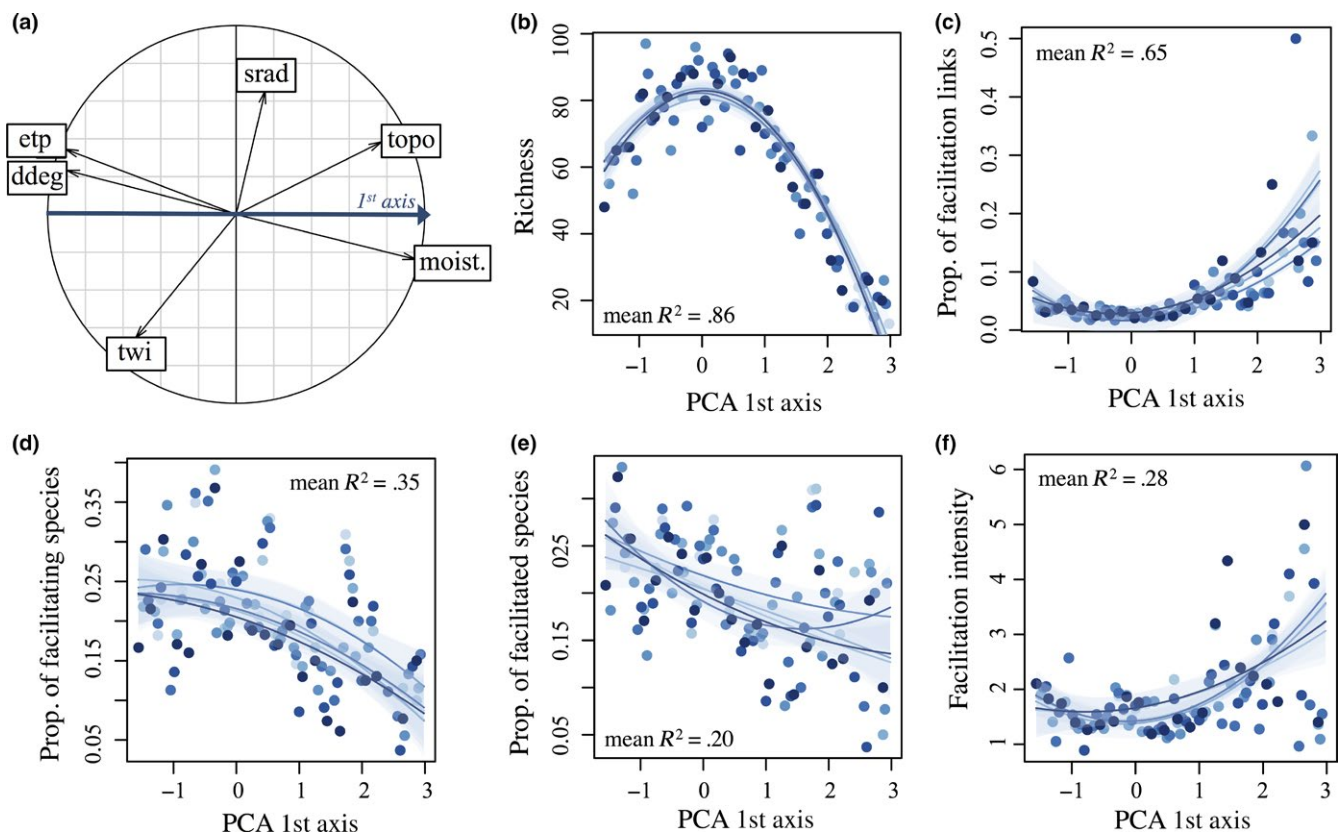 (a)
srad
etp
topo
ddeg
1st axis
moist.
twi
(b)
Richness
100
80
60
40
20
mean R² = .86
−1 0 1 2 3
PCA 1st axis
(c)
Prop. of facilitation links
0.5
0.4
0.3
0.2
0.1
0.0
mean R² = .65
−1 0 1 2 3
PCA 1st axis
(d)
Prop. of facilitating species
0.35
0.25
0.15
0.05
mean R² = .35
−1 0 1 2 3
PCA 1st axis
(e)
Prop. of facilitated species
0.25
0.15
0.05
mean R² = .20
−1 0 1 2 3
PCA 1st axis
(f)
Facilitation intensity
6
5
4
3
2
1
mean R² = .28
−1 0 1 2 3
PCA 1st axis